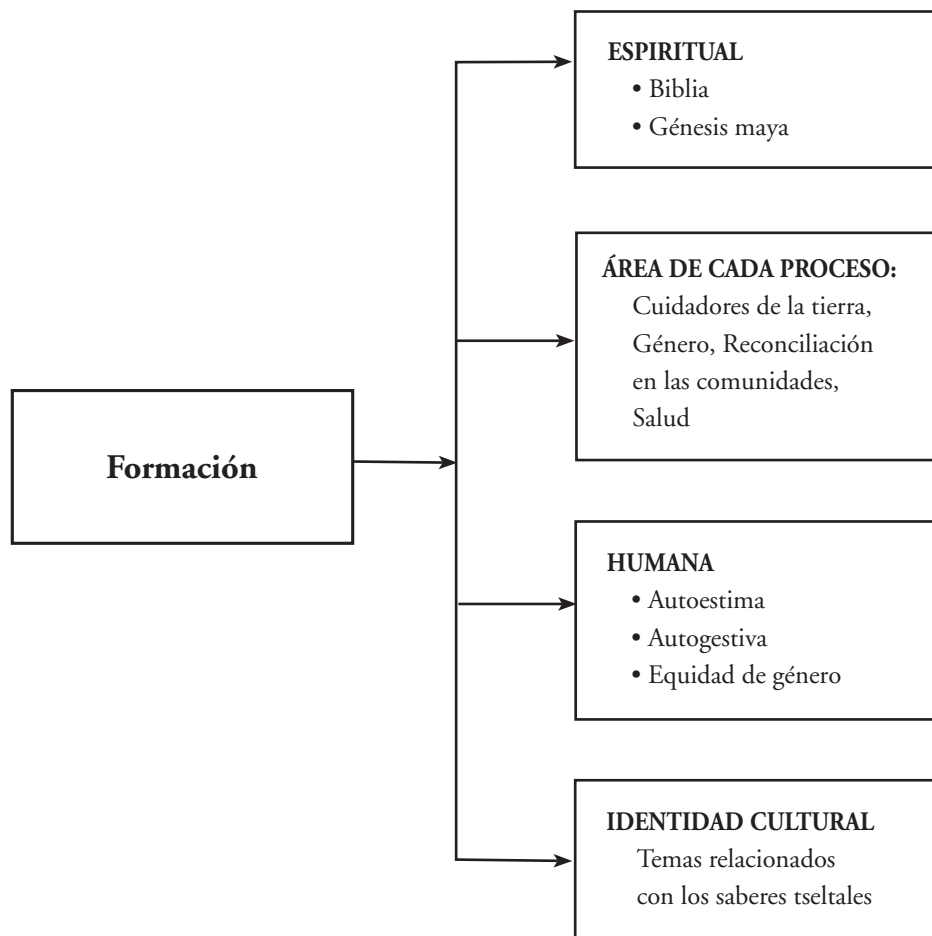 ESPIRITUAL
• Biblia
• Génesis maya
ÁREA DE CADA PROCESO:
Cuidadores de la tierra,
Género, Reconciliación
en las comunidades,
Salud
Formación
HUMANA
• Autoestima
• Autogestiva
• Equidad de género
IDENTIDAD CULTURAL
Temas relacionados
con los saberes tseltales